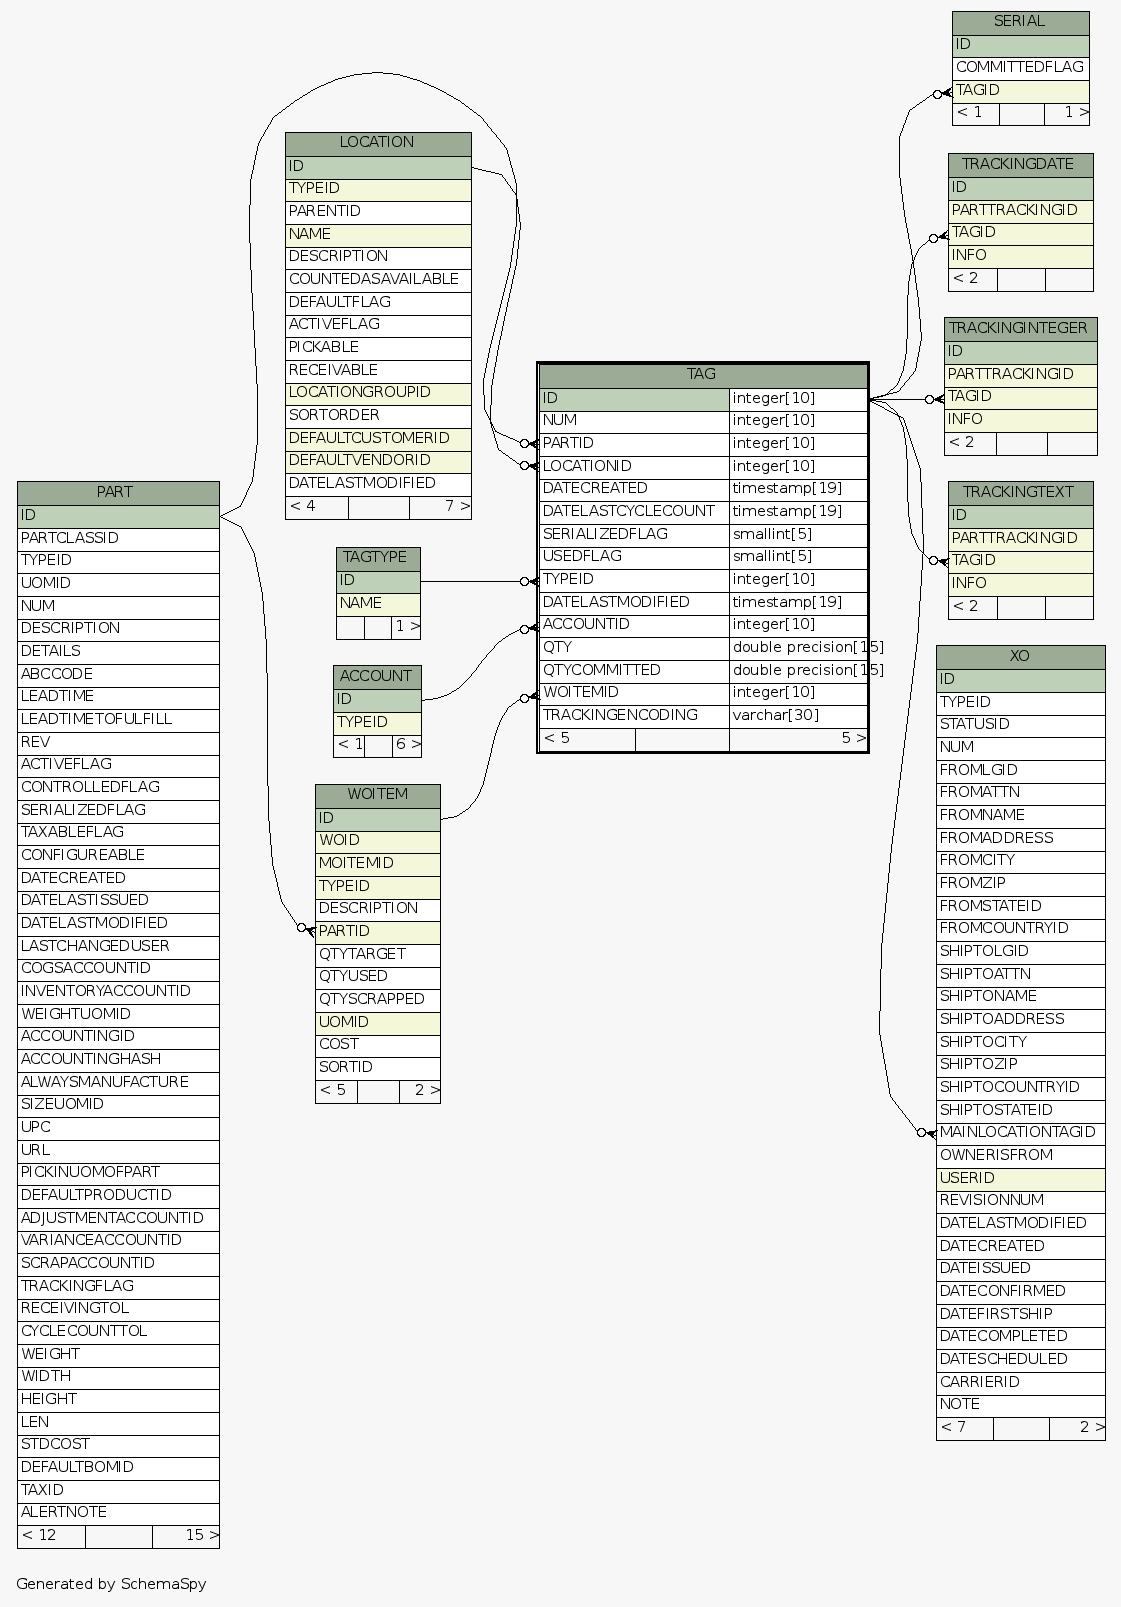 PART
ID
PARTCLASSID
TYPEID
UOMID
NUM
DESCRIPTION
DETAILS
ABCCODE
LEADTIME
LEADTIMETOFULFILL
REV
ACTIVEFLAG
CONTROLLEDFLAG
SERIALIZEDFLAG
TAXABLEFLAG
CONFIGUREABLE
DATECREATED
DATELASTISSUED
DATELASTMODIFIED
LASTCHANGEDUSER
COGSACCOUNTID
INVENTORYACCOUNTID
WEIGHTUOMID
ACCOUNTINGID
ACCOUNTINGHASH
ALWAYSMANUFACTURE
SIZEUOMID
UPC
URL
PICKINUOMOFPART
DEFAULTPRODUCTID
ADJUSTMENTACCOUNTID
VARIANCEACCOUNTID
SCRAPACCOUNTID
TRACKINGFLAG
RECEIVINGTOL
CYCLECOUNTTOL
WEIGHT
WIDTH
HEIGHT
LEN
STDCOST
DEFAULTBOMID
TAXID
ALERTNOTE
< 12 15 >
LOCATION
ID
TYPEID
PARENTID
NAME
DESCRIPTION
COUNTEDASAVAILABLE
DEFAULTFLAG
ACTIVEFLAG
PICKABLE
RECEIVABLE
LOCATIONGROUPID
SORTORDER
DEFAULTCUSTOMERID
DEFAULTVENDORID
DATELASTMODIFIED
< 4 7 >
TAGTYPE
ID
NAME
1 >
ACCOUNT
ID
TYPEID
< 1 6 >
WOITEM
ID
WOID
MOITEMID
TYPEID
DESCRIPTION
PARTID
QTYTARGET
QTYUSED
QTYSCRAPPED
UOMID
COST
SORTID
< 5 2 >
TAG
ID integer[10]
NUM integer[10]
PARTID integer[10]
LOCATIONID integer[10]
DATECREATED timestamp[19]
DATELASTCYCLECOUNT timestamp[19]
SERIALIZEDFLAG smallint[5]
USEDFLAG smallint[5]
TYPEID integer[10]
DATELASTMODIFIED timestamp[19]
ACCOUNTID integer[10]
QTY double precision[15]
QTYCOMMITTED double precision[15]
WOITEMID integer[10]
TRACKINGENCODING varchar[30]
< 5 5 >
SERIAL
ID
COMMITTEDFLAG
TAGID
< 1 1 >
TRACKINGDATE
ID
PARTTRACKINGID
TAGID
INFO
< 2
TRACKINGINTEGER
ID
PARTTRACKINGID
TAGID
INFO
< 2
TRACKINGTEXT
ID
PARTTRACKINGID
TAGID
INFO
< 2
XO
ID
TYPEID
STATUSID
NUM
FROMLGID
FROMATTN
FROMNAME
FROMADDRESS
FROMCITY
FROMZIP
FROMSTATEID
FROMCOUNTRYID
SHIPTOLGID
SHIPTOATTN
SHIPTONAME
SHIPTOADDRESS
SHIPTOCITY
SHIPTOZIP
SHIPTOCOUNTRYID
SHIPTOSTATEID
MAINLOCATIONTAGID
OWNERISFROM
USERID
REVISIONNUM
DATELASTMODIFIED
DATECREATED
DATEISSUED
DATECONFIRMED
DATEFIRSTSHIP
DATECOMPLETED
DATESCHEDULED
CARRIERID
NOTE
< 7 2 >
Generated by SchemaSpy